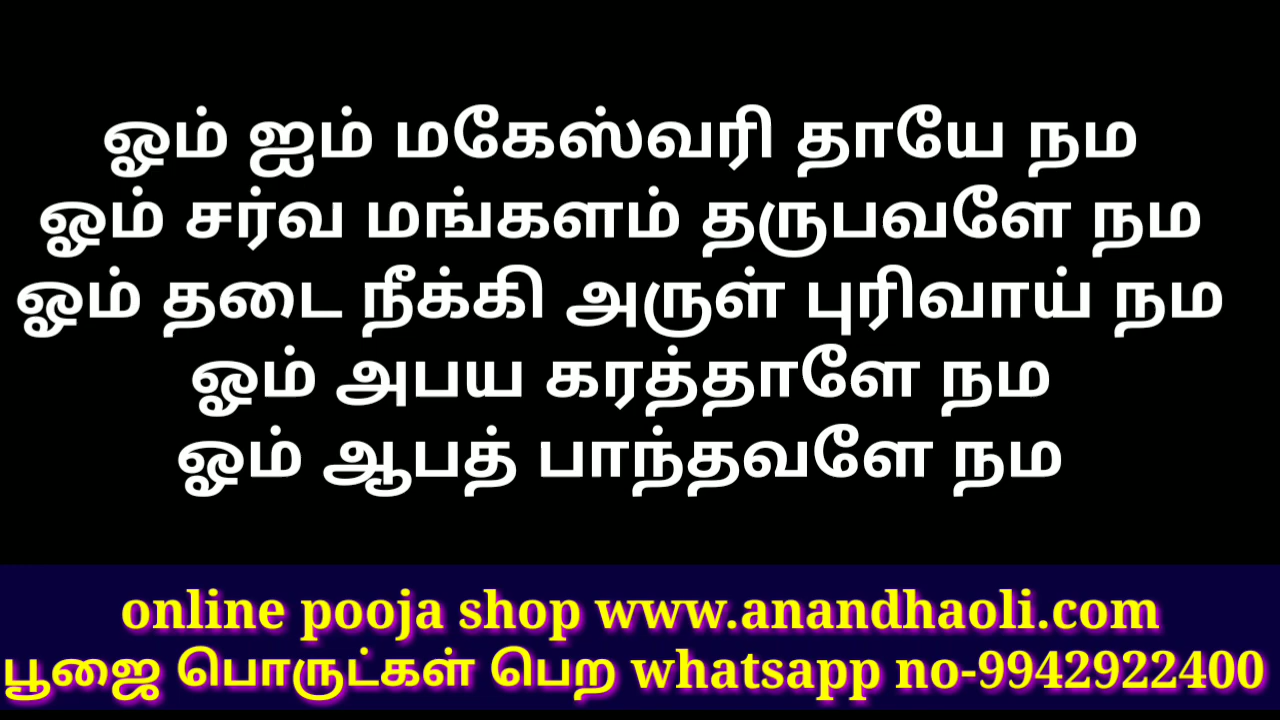 ஓம் ஐம் மகேஸ்வரி தாயே நம
ஓம் சர்வ மங்களம் தருபவளே நம
ஓம் தடை நீக்கி அருள் புரிவாய் நம
ஓம் அபய கரத்தாளே நம
ஓம் ஆபத் பாந்தவளே நம
online pooja shop www.anandhaoli.com
பூஜை பொருட்கள் பெற whatsapp no-9942922400